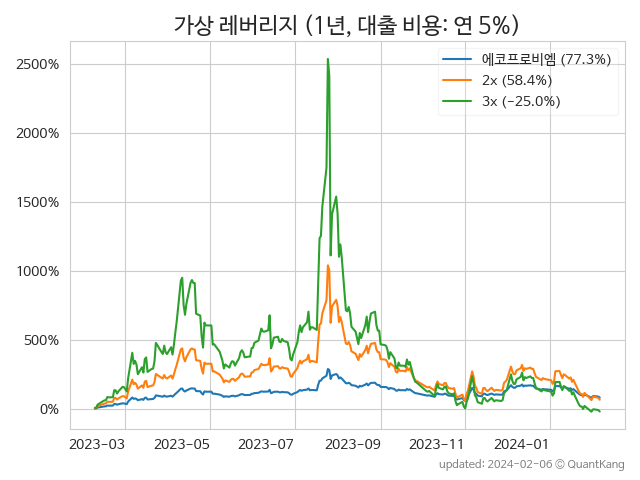 가상 레버리지 (1년, 대출 비용: 연 5%)
에코프로비엠 (77.3%)
2x (58.4%)
3x (−25.0%)
2500%
2000%
1500%
1000%
500%
0%
2023-03 2023-05 2023-07 2023-09 2023-11 2024-01
updated: 2024-02-06 ⓒ QuantKang